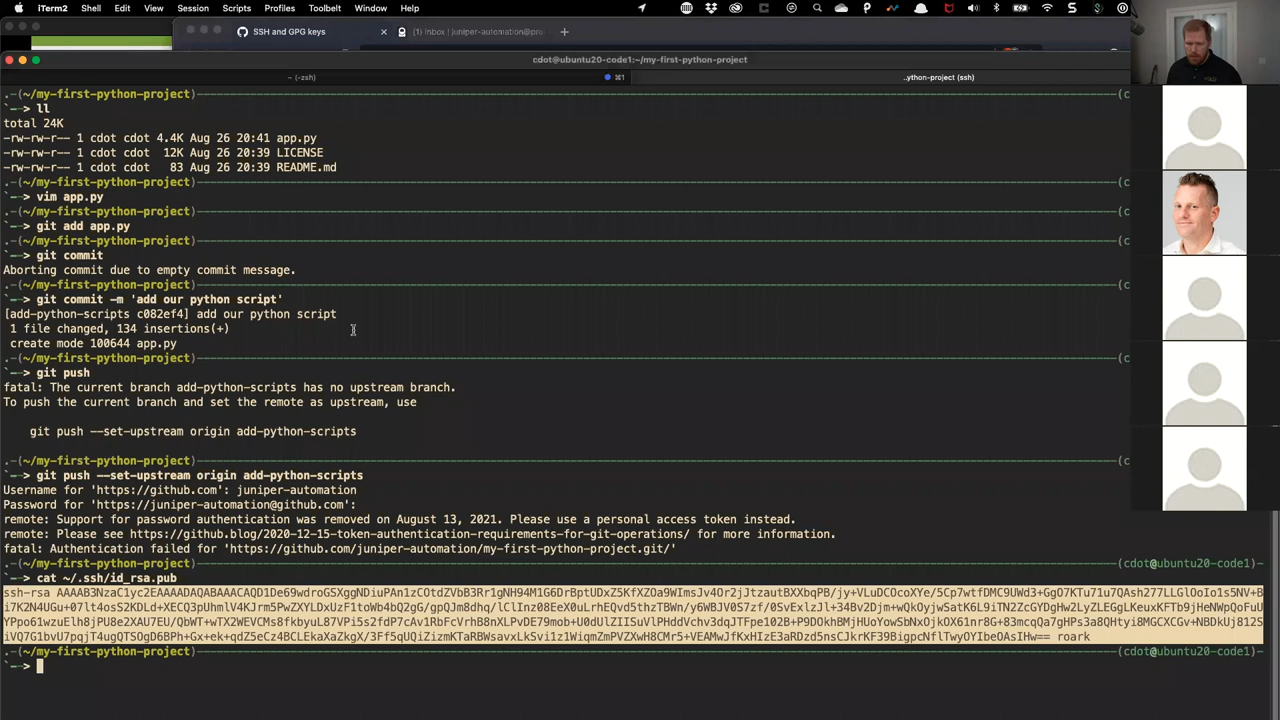 iTerm2 Shell Edit View Session Scripts Profiles Toolbelt Window Help
SSH and GPG keys
(1) Inbox | juniper-automation@pro
cdot@ubuntu20-code1:~/my-first-python-project
~ (-zsh)
⌘1
..ython-project (ssh)
.-(~/my-first-python-project)-(c
`--> ll
total 24K
-rw-rw-r-- 1 cdot cdot 4.4K Aug 26 20:41 app.py
-rw-rw-r-- 1 cdot cdot  12K Aug 26 20:39 LICENSE
-rw-rw-r-- 1 cdot cdot   83 Aug 26 20:39 README.md
.-(~/my-first-python-project)-(c
`--> vim app.py
.-(~/my-first-python-project)-(c
`--> git add app.py
.-(~/my-first-python-project)-(c
`--> git commit
Aborting commit due to empty commit message.
.-(~/my-first-python-project)-(c
`--> git commit -m 'add our python script'
[add-python-scripts c082ef4] add our python script
1 file changed, 134 insertions(+)
create mode 100644 app.py
.-(~/my-first-python-project)-(c
`--> git push
fatal: The current branch add-python-scripts has no upstream branch.
To push the current branch and set the remote as upstream, use
git push --set-upstream origin add-python-scripts
.-(~/my-first-python-project)-(c
`--> git push --set-upstream origin add-python-scripts
Username for 'https://github.com': juniper-automation
Password for 'https://juniper-automation@github.com':
remote: Support for password authentication was removed on August 13, 2021. Please use a personal access token instead.
remote: Please see https://github.blog/2020-12-15-token-authentication-requirements-for-git-operations/ for more information.
fatal: Authentication failed for 'https://github.com/juniper-automation/my-first-python-project.git/'
.-(~/my-first-python-project)-(cdot@ubuntu20-code1)-
`--> cat ~/.ssh/id_rsa.pub
ssh-rsa
roark
.-(~/my-first-python-project)-(cdot@ubuntu20-code1)-
`-->